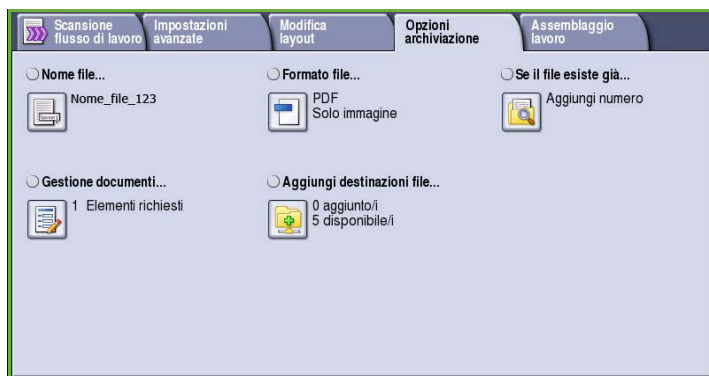 Scansione flusso di lavoro
Impostazioni avanzate
Modifica layout
Opzioni archiviazione
Assemblaggio lavoro
Nome file...
Nome_file_123
Formato file...
PDF
Solo immagine
Se il file esiste già...
Aggiungi numero
Gestione documenti...
1 Elementi richiesti
Aggiungi destinazioni file...
0 aggiunto/i
5 disponibile/i